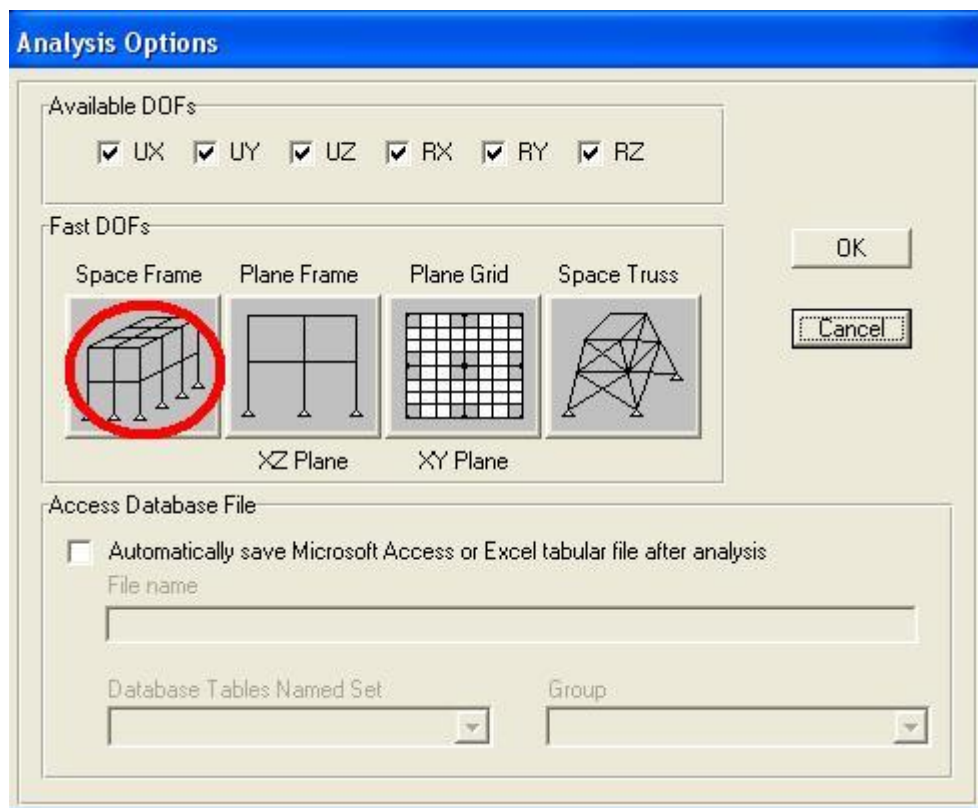 Analysis Options
Available DOFs
UX UY UZ RX RY RZ
Fast DOFs
Space Frame Plane Frame Plane Grid Space Truss
XZ Plane XY Plane
OK
Cancel
Access Database File
Automatically save Microsoft Access or Excel tabular file after analysis
File name
Database Tables Named Set Group